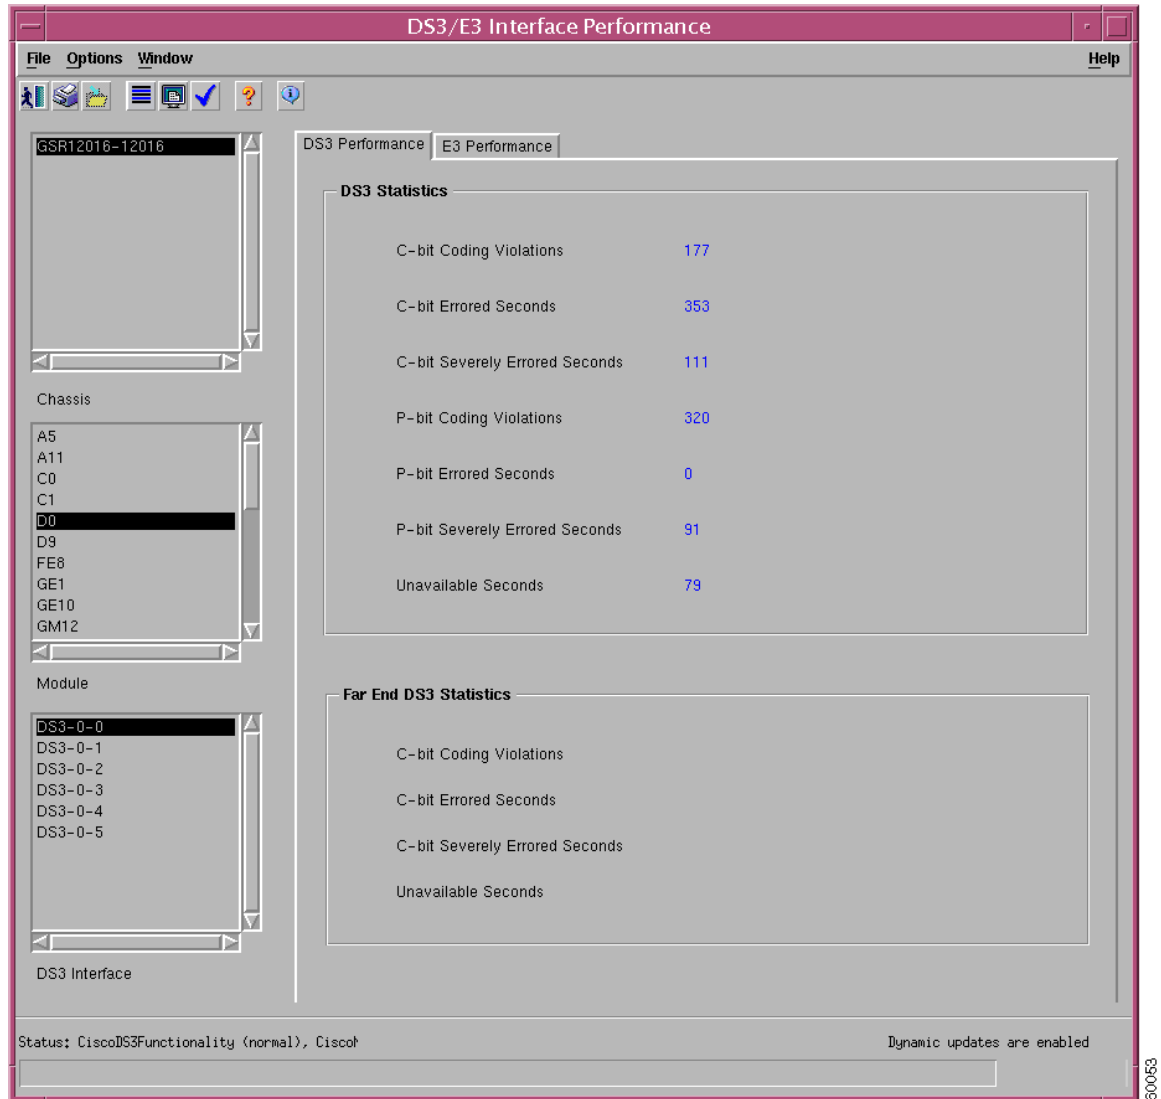 DS3/E3 Interface Performance
File Options Window Help
GSR12016-12016
Chassis
A5
A11
C0
C1
D0
D9
FE8
GE1
GE10
GM12
Module
DS3-0-0
DS3-0-1
DS3-0-2
DS3-0-3
DS3-0-4
DS3-0-5
DS3 Interface
DS3 Performance E3 Performance
DS3 Statistics
C-bit Coding Violations 177
C-bit Errored Seconds 353
C-bit Severely Errored Seconds 111
P-bit Coding Violations 320
P-bit Errored Seconds 0
P-bit Severely Errored Seconds 91
Unavailable Seconds 79
Far End DS3 Statistics
C-bit Coding Violations
C-bit Errored Seconds
C-bit Severely Errored Seconds
Unavailable Seconds
Status: CiscoDS3Functionality (normal), Cisco
Dynamic updates are enabled
60053